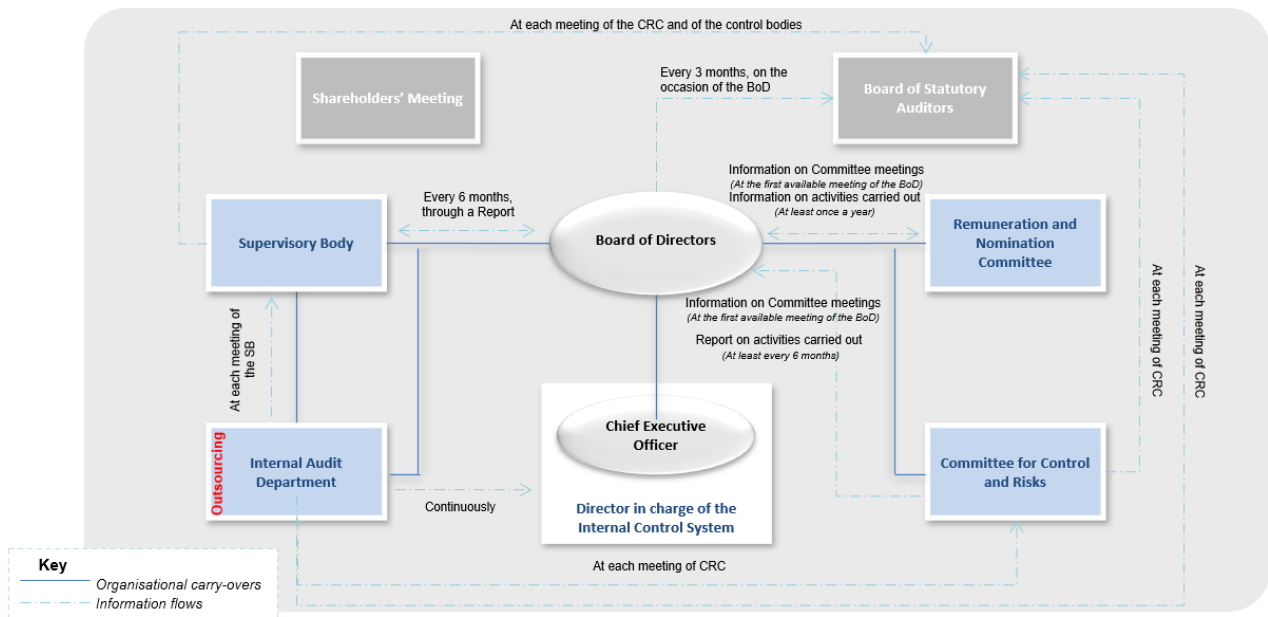 At each meeting of the CRC and of the control bodies
Shareholders' Meeting
Every 3 months, on the
occasion of the BoD
Board of Statutory
Auditors
Supervisory Body
Every 6 months,
through a Report
Board of Directors
Information on Committee meetings
(At the first available meeting of the BoD)
Information on activities carried out
(At least once a year)
Remuneration and
Nomination
Committee
At each meeting of
the SB
Information on Committee meetings
(At the first available meeting of the BoD)
Report on activities carried out
(At least every 6 months)
At each meeting of CRC
At each meeting of CRC
Outsourcing
Internal Audit
Department
Continuously
Chief Executive
Officer
Director in charge of the
Internal Control System
Committee for Control
and Risks
At each meeting of CRC
Key
Organisational carry-overs
Information flows